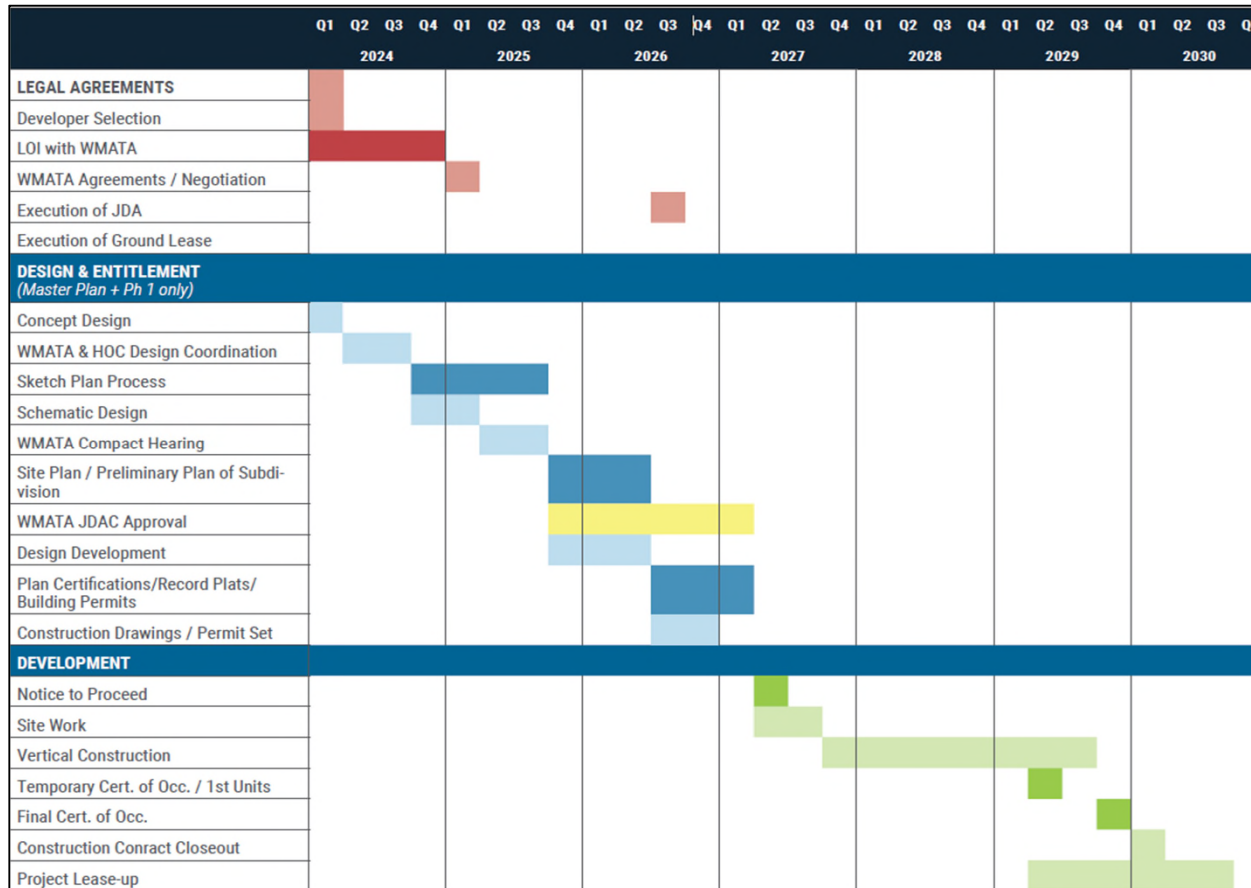 Q1 Q2 Q3 Q4 Q1 Q2 Q3 Q4 Q1 Q2 Q3 Q4 Q1 Q2 Q3 Q4 Q1 Q2 Q3 Q4 Q1 Q2 Q3 Q4 Q1 Q2 Q3 Q
2024 2025 2026 2027 2028 2029 2030
LEGAL AGREEMENTS
Developer Selection
LOI with WMATA
WMATA Agreements / Negotiation
Execution of JDA
Execution of Ground Lease
DESIGN & ENTITLEMENT
(Master Plan + Ph 1 only)
Concept Design
WMATA & HOC Design Coordination
Sketch Plan Process
Schematic Design
WMATA Compact Hearing
Site Plan / Preliminary Plan of Subdi-
vision
WMATA JDAC Approval
Design Development
Plan Certifications/Record Plats/
Building Permits
Construction Drawings / Permit Set
DEVELOPMENT
Notice to Proceed
Site Work
Vertical Construction
Temporary Cert. of Occ. / 1st Units
Final Cert. of Occ.
Construction Conract Closeout
Project Lease-up